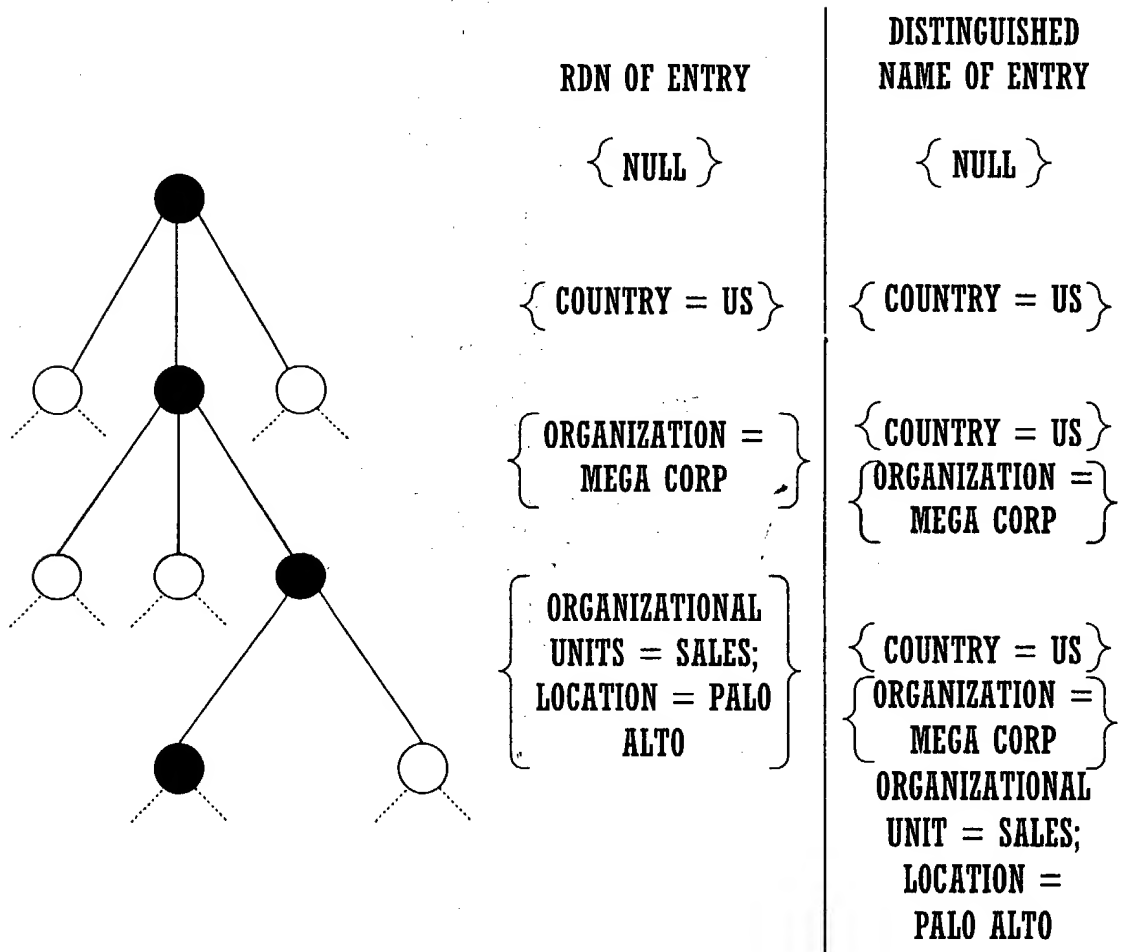 RDN OF ENTRY
{ NULL }
{ COUNTRY = US }
{ ORGANIZATION =
MEGA CORP }
{ ORGANIZATIONAL
UNITS = SALES;
LOCATION = PALO
ALTO }
DISTINGUISHED
NAME OF ENTRY
{ NULL }
{ COUNTRY = US }
{ COUNTRY = US }
{ ORGANIZATION =
MEGA CORP }
{ COUNTRY = US }
{ ORGANIZATION =
MEGA CORP }
ORGANIZATIONAL
UNIT = SALES;
LOCATION =
PALO ALTO